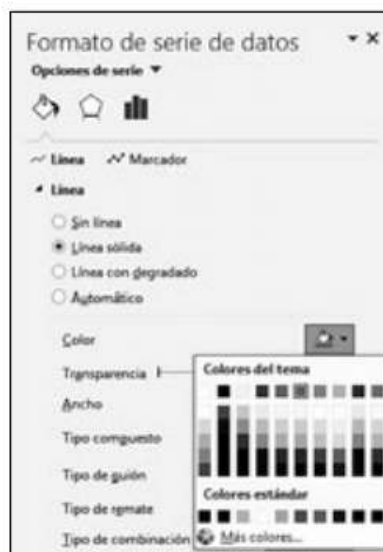 Formato de serie de datos
Opciones de serie
Línea Marcador
Línea
Sin línea
Línea sólida
Línea con degradado
Automático
Color
Transparencia
Colores del tema
Ancho
Tipo compuesto
Tipo de guión
Colores estándar
Tipo de remate
Más colores...
Tipo de combinación